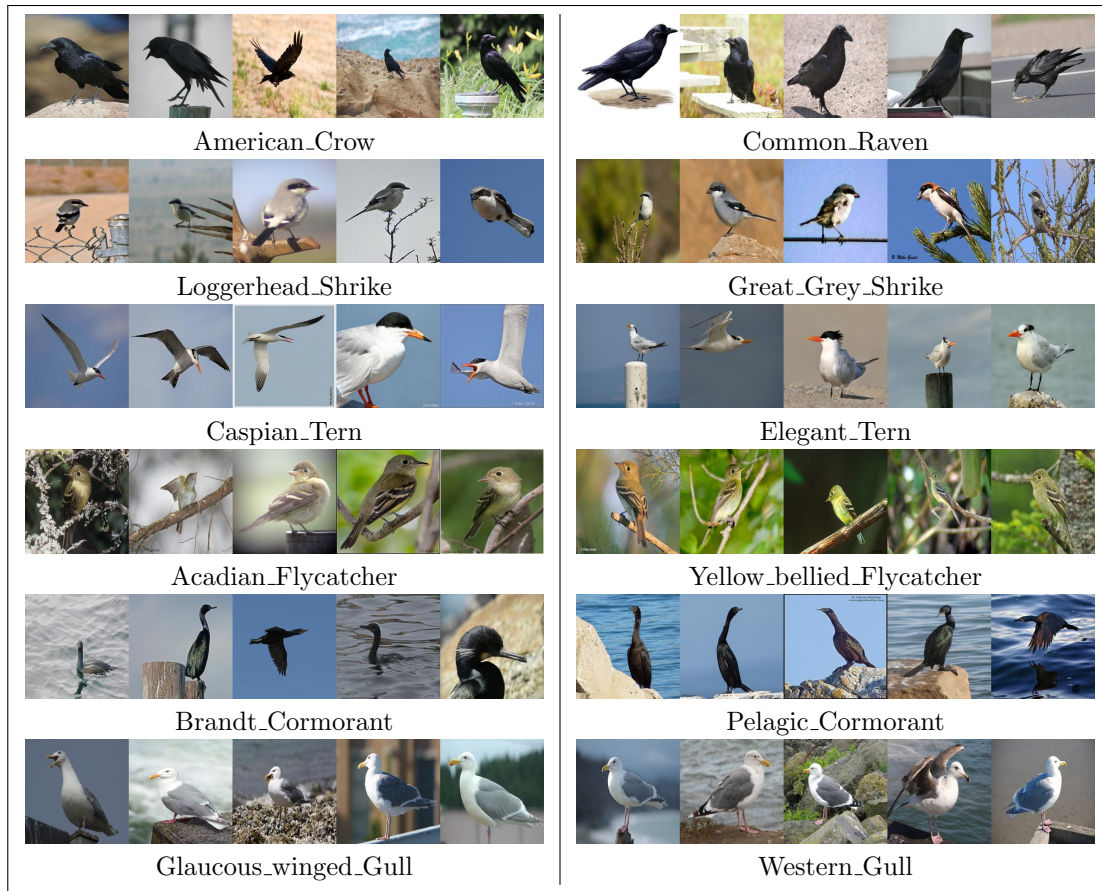 American_Crow
Common_Raven
Loggerhead_Shrike
Great_Grey_Shrike
Caspian_Tern
Elegant_Tern
Acadian_Flycatcher
Yellow_bellied_Flycatcher
Brandt_Cormorant
Pelagic_Cormorant
Glaucous_winged_Gull
Western_Gull